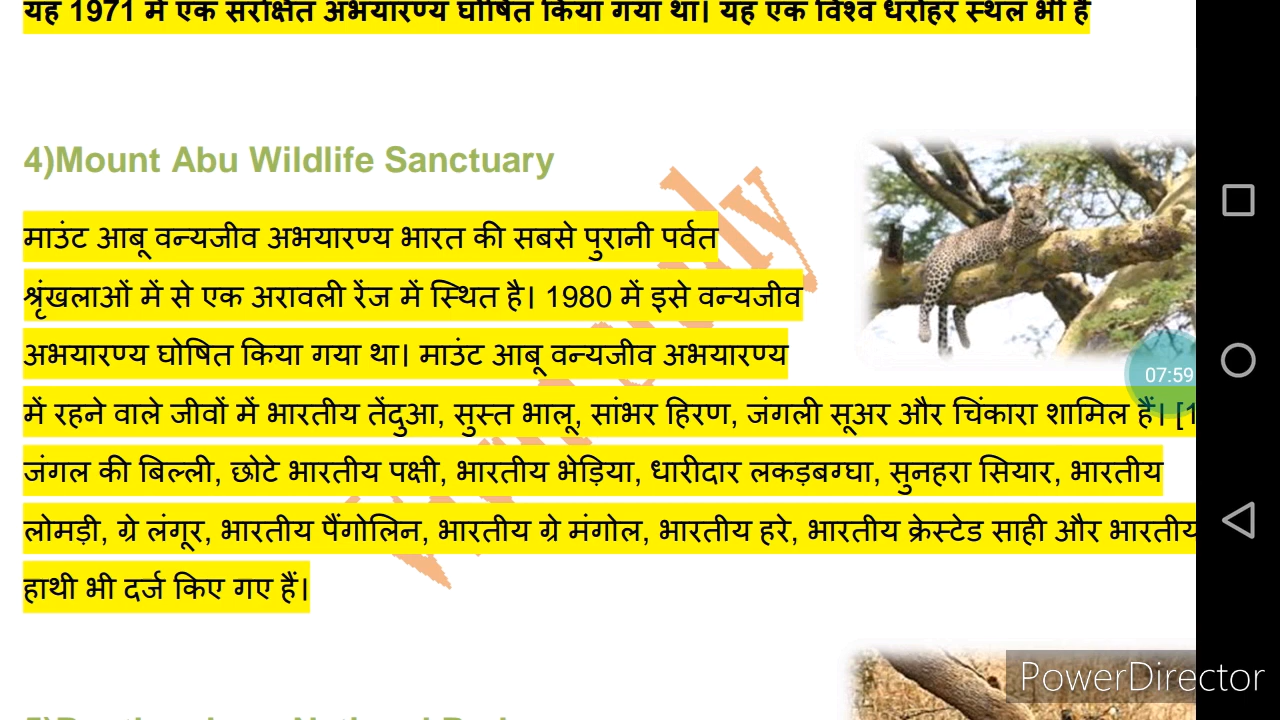 यह 1971 में एक संरक्षित अभयारण्य घोषित किया गया था। यह एक विश्व धरोहर स्थल भी है
4)Mount Abu Wildlife Sanctuary
माउंट आबू वन्यजीव अभयारण्य भारत की सबसे पुरानी पर्वत
श्रृंखलाओं में से एक अरावली रेंज में स्थित है। 1980 में इसे वन्यजीव
अभयारण्य घोषित किया गया था। माउंट आबू वन्यजीव अभयारण्य
में रहने वाले जीवों में भारतीय तेंदुआ, सुस्त भालू, सांभर हिरण, जंगली सूअर और चिंकारा शामिल हैं। [1
07:59
जंगल की बिल्ली, छोटे भारतीय पक्षी, भारतीय भेड़िया, धारीदार लकड़बग्घा, सुनहरा सियार, भारतीय
लोमड़ी, ग्रे लंगूर, भारतीय पैंगोलिन, भारतीय ग्रे मंगोल, भारतीय हरे, भारतीय क्रेस्टेड साही और भारतीय
हाथी भी दर्ज किए गए हैं।
PowerDirector